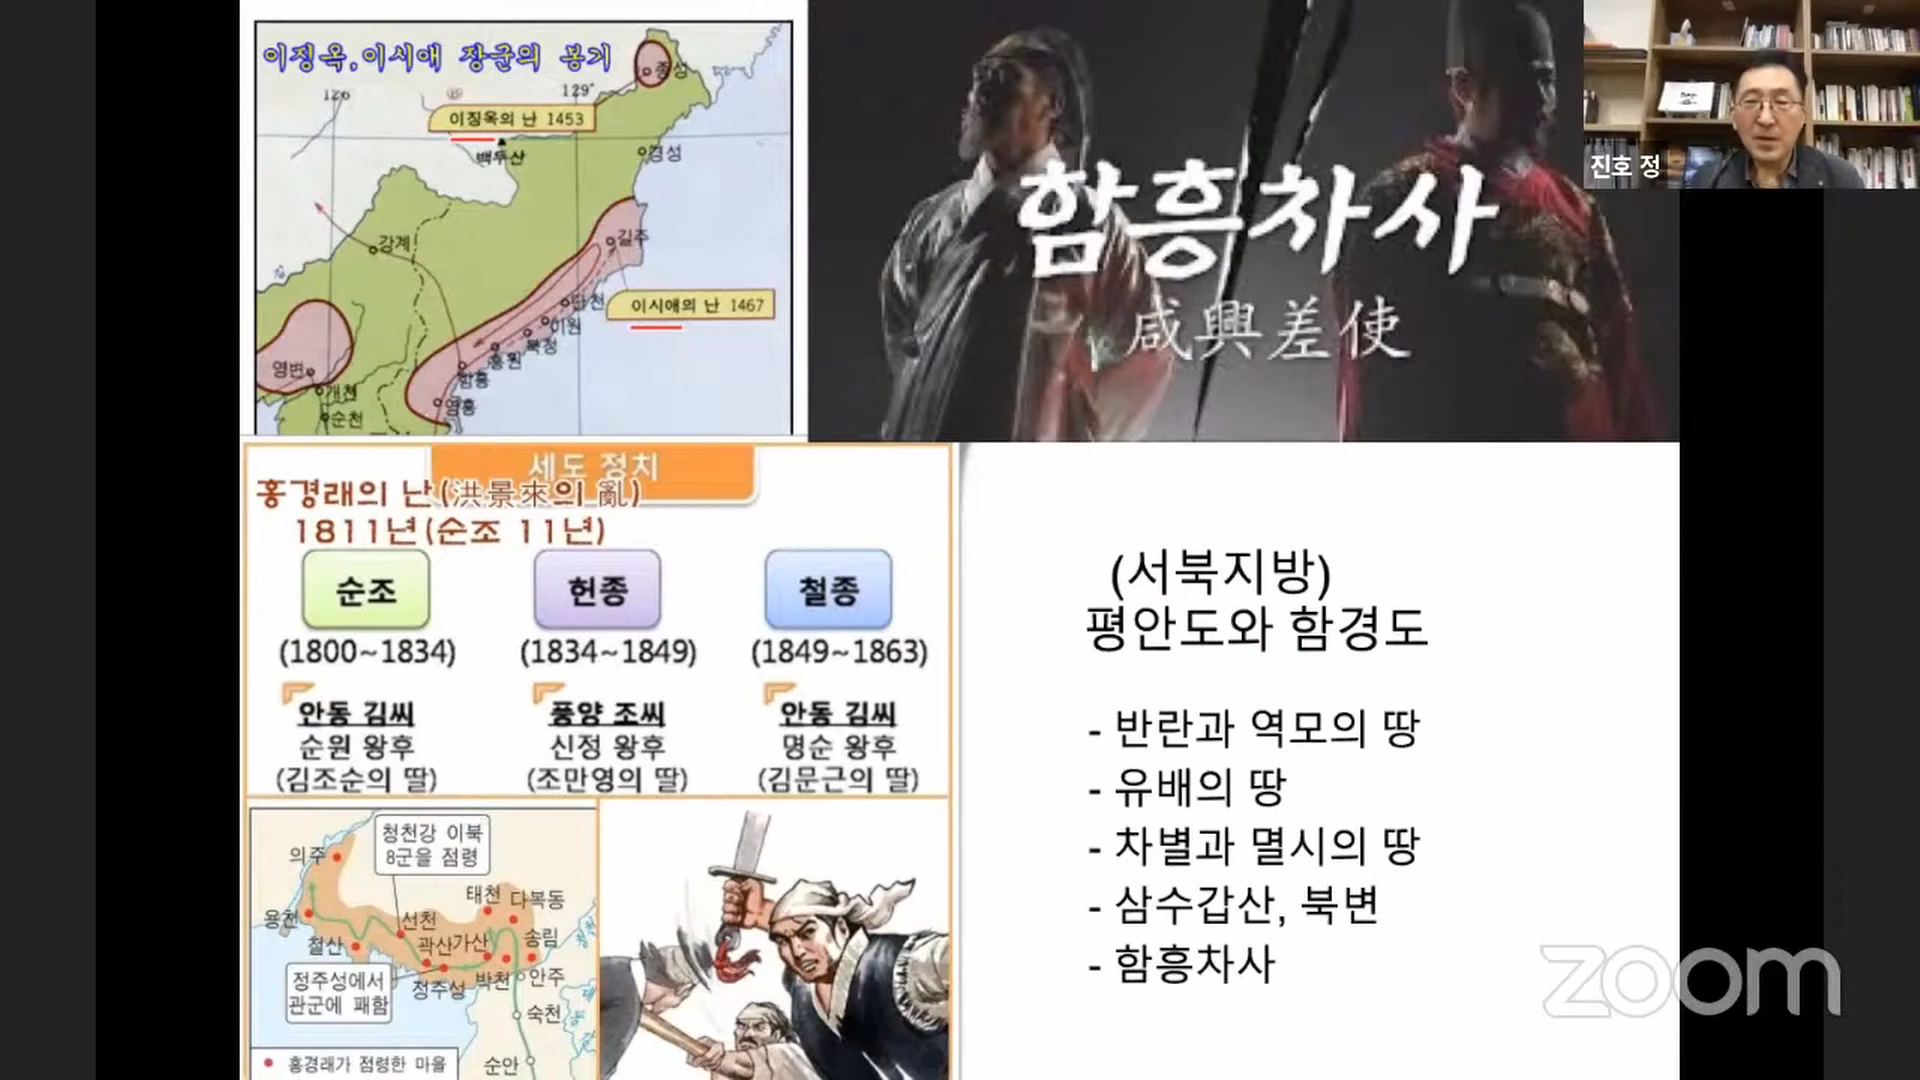 이징옥,이시애 장군의 봉기
126
129°
종성
이징옥의 난 1453
백두산
경성
강계
길주
이시애의 난 1467
단천
이원
북청
홍원
함흥
영흥
영변
개천
순천
함흥차사
咸興差使
진호 정
세도 정치
홍경래의 난(洪景來의 亂)
1811년(순조 11년)
순조
헌종
철종
(1800~1834)
(1834~1849)
(1849~1863)
안동 김씨
풍양 조씨
안동 김씨
순원 왕후
신정 왕후
명순 왕후
(김조순의 딸)
(조만영의 딸)
(김문근의 딸)
청천강 이북
8군을 점령
의주
태천
다복동
용천
선천
철산
곽산
가산
송림
정주성에서
관군에 패함
정주성
박천
안주
숙천
순안
홍경래가 점령한 마을
(서북지방)
평안도와 함경도
- 반란과 역모의 땅
- 유배의 땅
- 차별과 멸시의 땅
- 삼수갑산, 북변
- 함흥차사
zoom